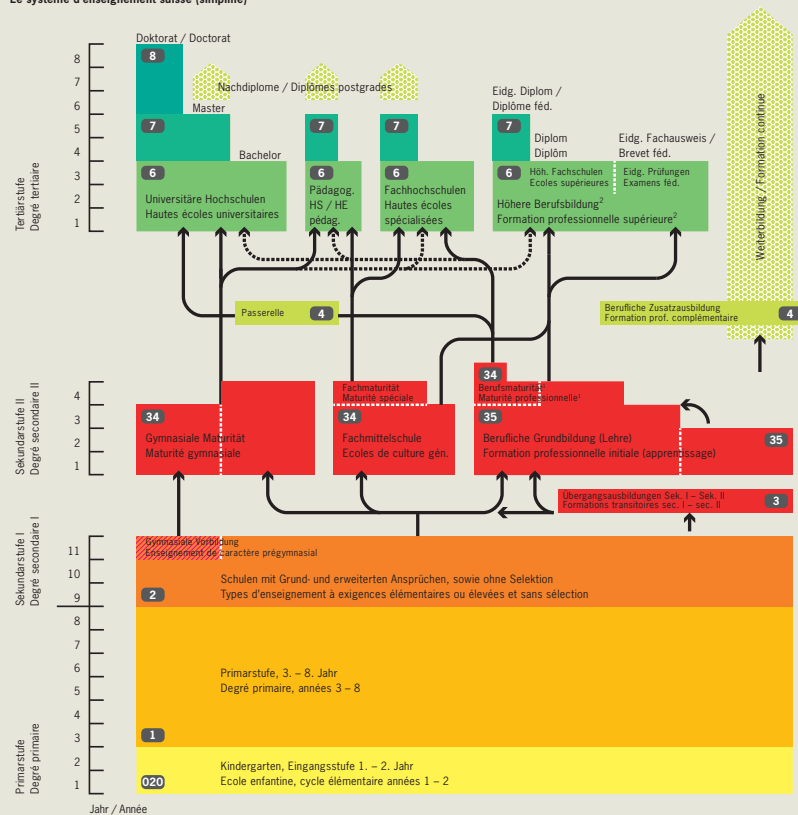 Le système d'enseignement suisse (simplifié)
Doktorat / Doctorat
8
Nachdiplome / Diplômes postgrades
Master
7
7
7
Eidg. Diplom /
Diplôme féd.
7
Diplom
Diplôm
Eidg. Fachausweis /
Brevet féd.
Bachelor
6
Universitäre Hochschulen
Hautes écoles universitaires
6
Pädagog.
HS / HE
pédag.
6
Fachhochschulen
Hautes écoles
spécialisées
6
Höh. Fachschulen
Ecoles supérieures
Eidg. Prüfungen
Examens féd.
Höhere Berufsbildung²
Formation professionnelle supérieure²
Weiterbildung / Formation continue
Tertiärstufe
Degré tertiaire
8
7
6
5
4
3
2
1
Passerelle
4
Berufliche Zusatzausbildung
Formation prof. complémentaire
4
Sekundarstufe II
Degré secondaire II
4
3
2
1
34
Gymnasiale Maturität
Maturité gymnasiale
Fachmaturität
Maturité spéciale
34
Fachmittelschule
Ecoles de culture gén.
34
Berufsmaturität¹
Maturité professionnelle¹
35
Berufliche Grundbildung (Lehre)
Formation professionnelle initiale (apprentissage)
35
Übergangsausbildungen Sek. I – Sek. II
Formations transitoires sec. I – sec. II
3
Sekundarstufe I
Degré secondaire I
11
10
9
Gymnasiale Vorbildung
Enseignement de caractère prégymnasial
Schulen mit Grund- und erweiterten Ansprüchen, sowie ohne Selektion
Types d'enseignement à exigences élémentaires ou élevées et sans sélection
2
Primarstufe
Degré primaire
8
7
6
5
4
3
2
1
Primarstufe, 3. – 8. Jahr
Degré primaire, années 3 – 8
1
Kindergarten, Eingangsstufe 1. – 2. Jahr
Ecole enfantine, cycle élémentaire années 1 – 2
020
Jahr / Année